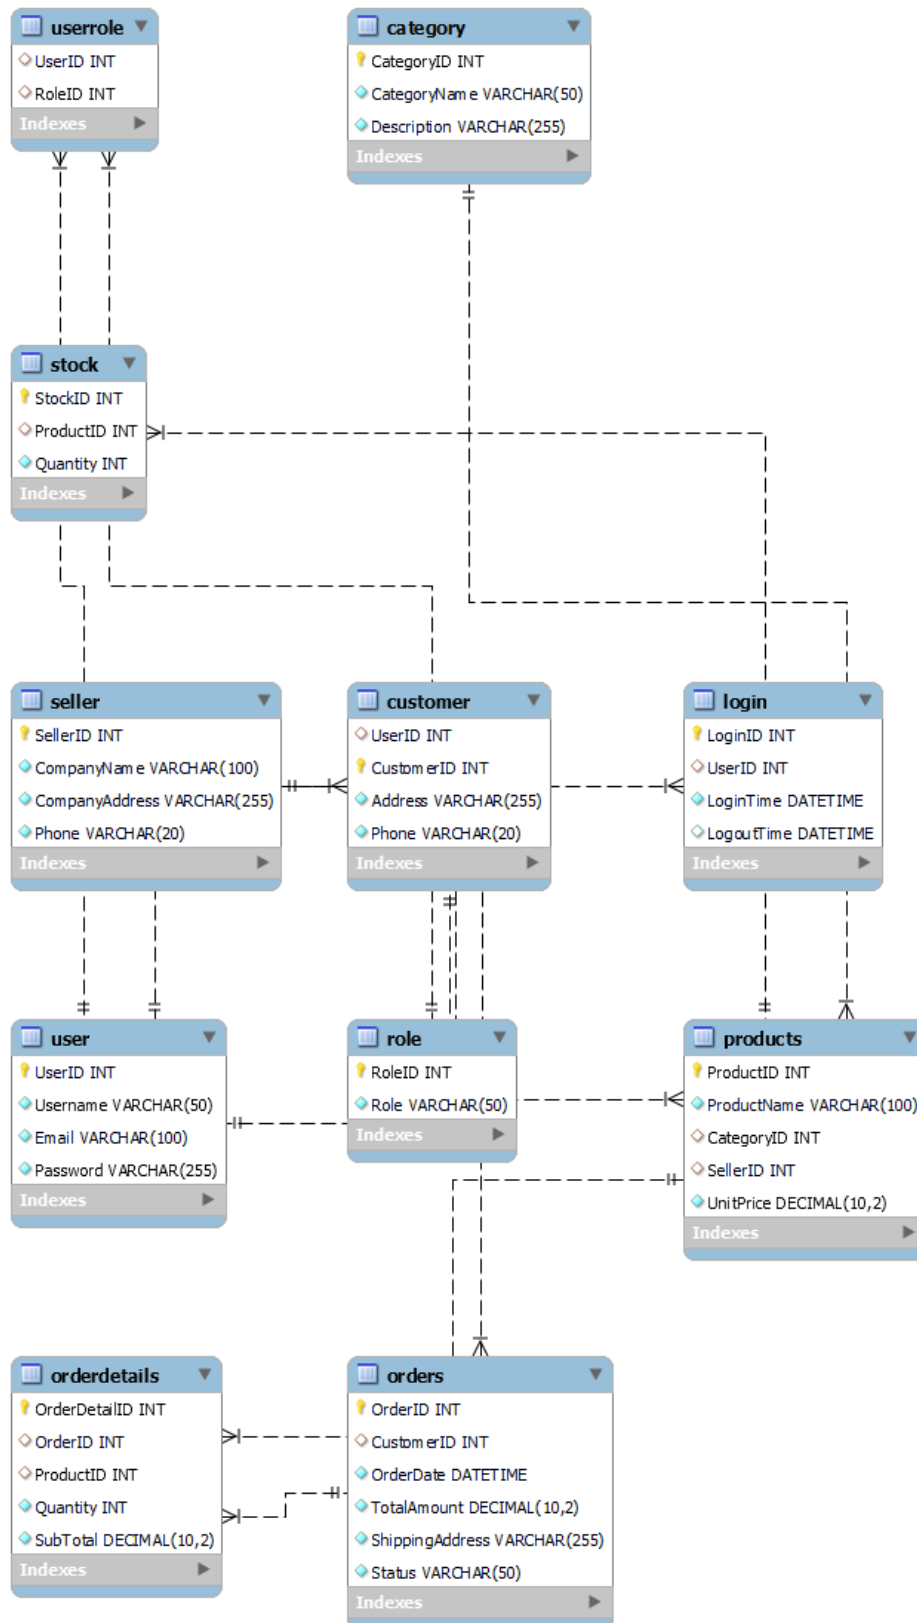 userrole
UserID INT
RoleID INT
Indexes
category
CategoryID INT
CategoryName VARCHAR(50)
Description VARCHAR(255)
Indexes
stock
StockID INT
ProductID INT
Quantity INT
Indexes
seller
SellerID INT
CompanyName VARCHAR(100)
CompanyAddress VARCHAR(255)
Phone VARCHAR(20)
Indexes
customer
UserID INT
CustomerID INT
Address VARCHAR(255)
Phone VARCHAR(20)
Indexes
login
LoginID INT
UserID INT
LoginTime DATETIME
LogoutTime DATETIME
Indexes
user
UserID INT
Username VARCHAR(50)
Email VARCHAR(100)
Password VARCHAR(255)
Indexes
role
RoleID INT
Role VARCHAR(50)
Indexes
products
ProductID INT
ProductName VARCHAR(100)
CategoryID INT
SellerID INT
UnitPrice DECIMAL(10,2)
Indexes
orderdetails
OrderDetailID INT
OrderID INT
ProductID INT
Quantity INT
SubTotal DECIMAL(10,2)
Indexes
orders
OrderID INT
CustomerID INT
OrderDate DATETIME
TotalAmount DECIMAL(10,2)
ShippingAddress VARCHAR(255)
Status VARCHAR(50)
Indexes